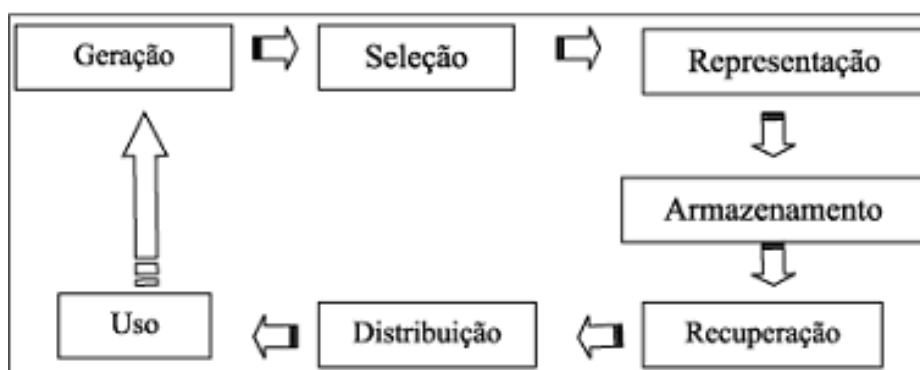 Geração
Seleção
Representação
Armazenamento
Recuperação
Distribuição
Uso